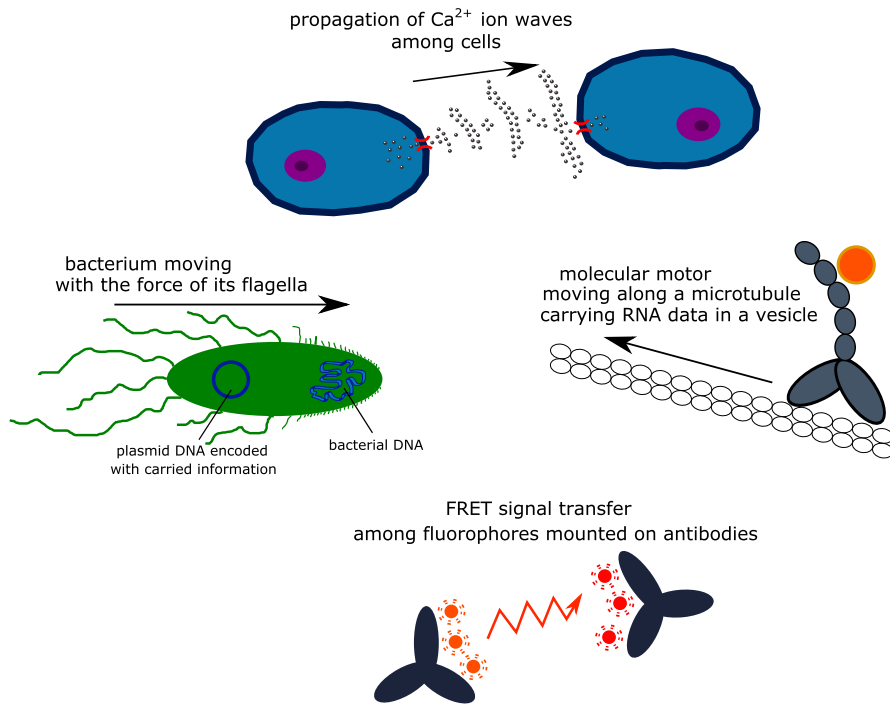 propagation of Ca²⁺ ion waves
among cells
bacterium moving
with the force of its flagella
molecular motor
moving along a microtubule
carrying RNA data in a vesicle
plasmid DNA encoded
with carried information
bacterial DNA
FRET signal transfer
among fluorophores mounted on antibodies